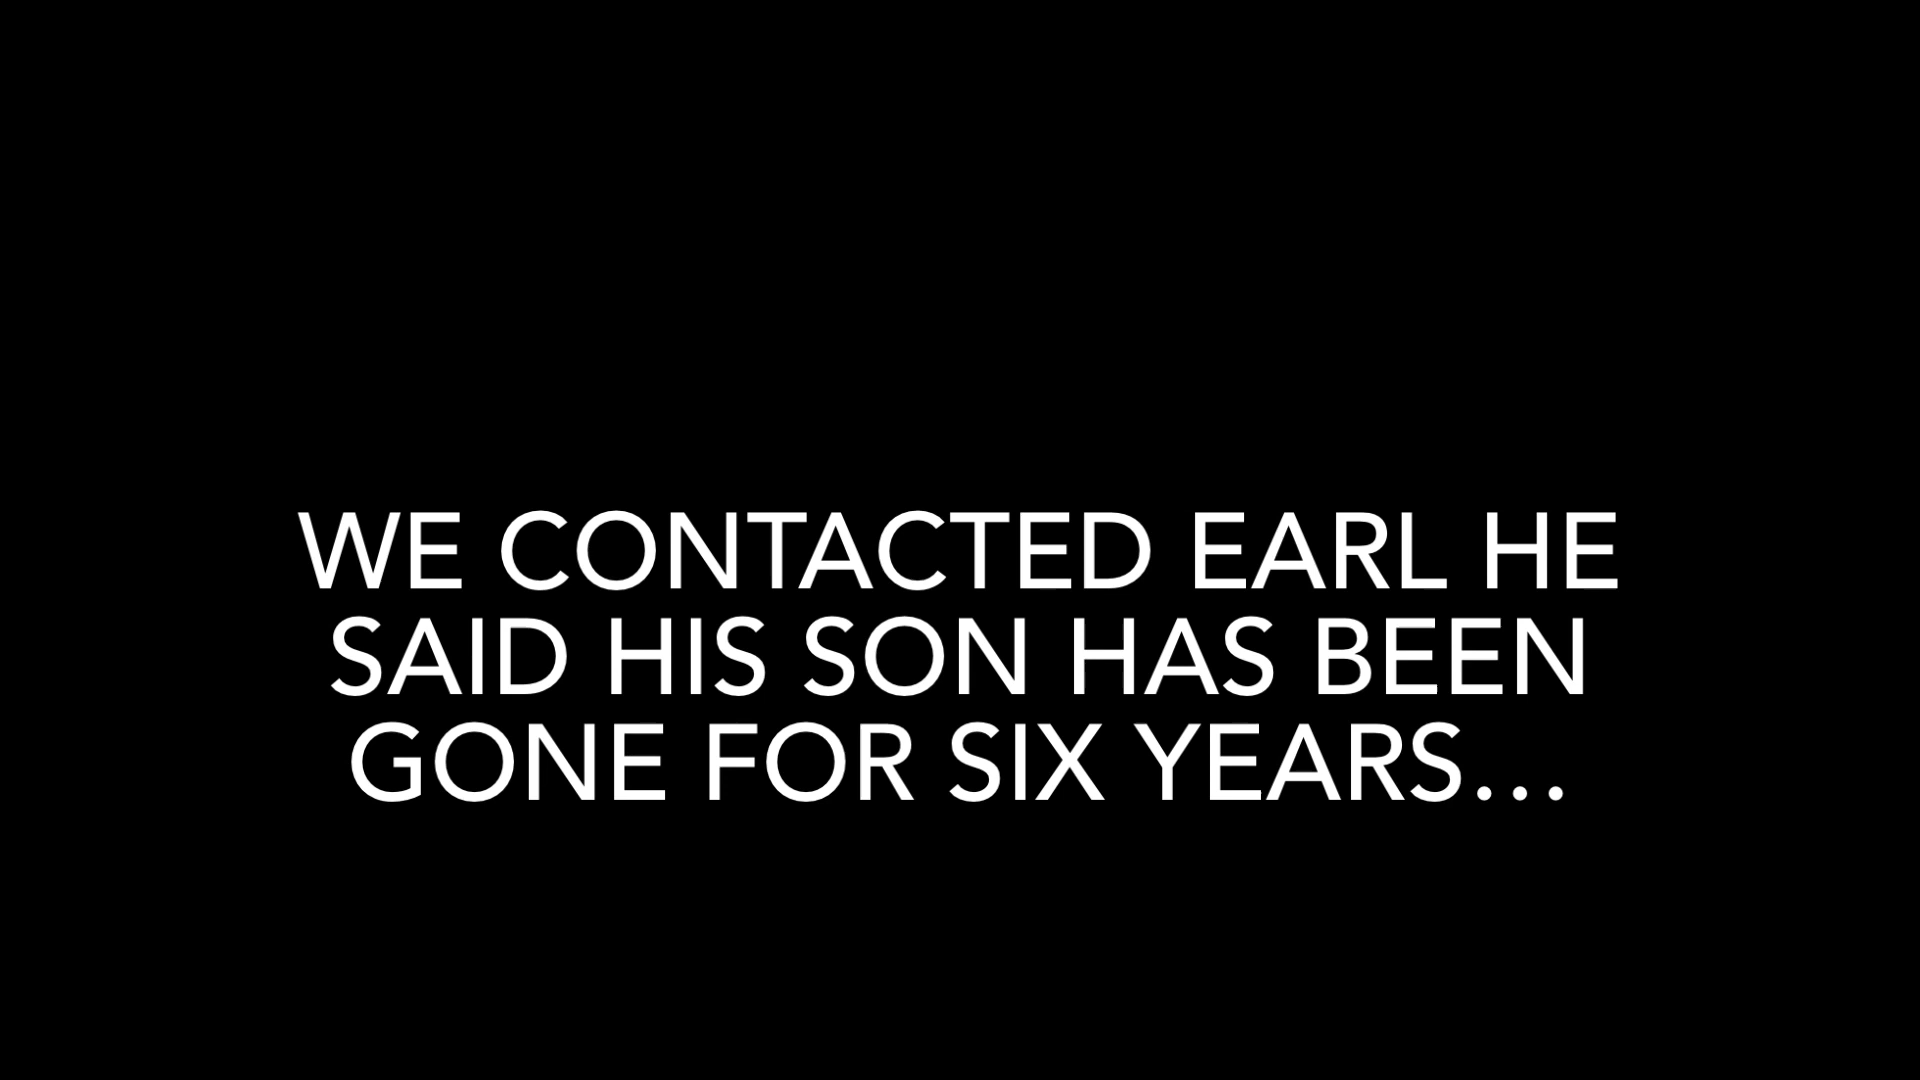 WE CONTACTED EARL HE
SAID HIS SON HAS BEEN
GONE FOR SIX YEARS...